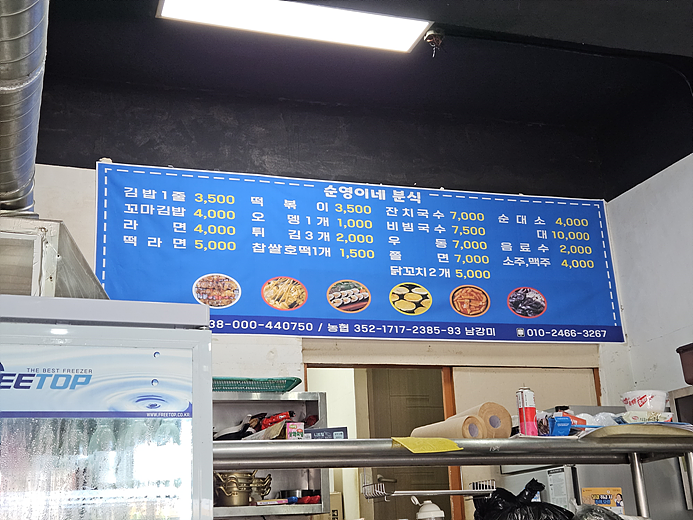 순영이네 분식
김밥1줄 3,500
꼬마김밥 4,000
라면 4,000
떡라면 5,000
떡볶이 3,500
오뎅1개 1,000
튀김3개 2,000
찹쌀호떡1개 1,500
잔치국수 7,000
비빔국수 7,500
우동 7,000
쫄면 7,000
닭꼬치2개 5,000
순대소 4,000
대 10,000
음료수 2,000
소주,맥주 4,000
38-000-440750 / 농협 352-1717-2385-93 남강미
010-2466-3267
THE BEST FREEZER
EETOP
WWW.FREETOP.CO.KR